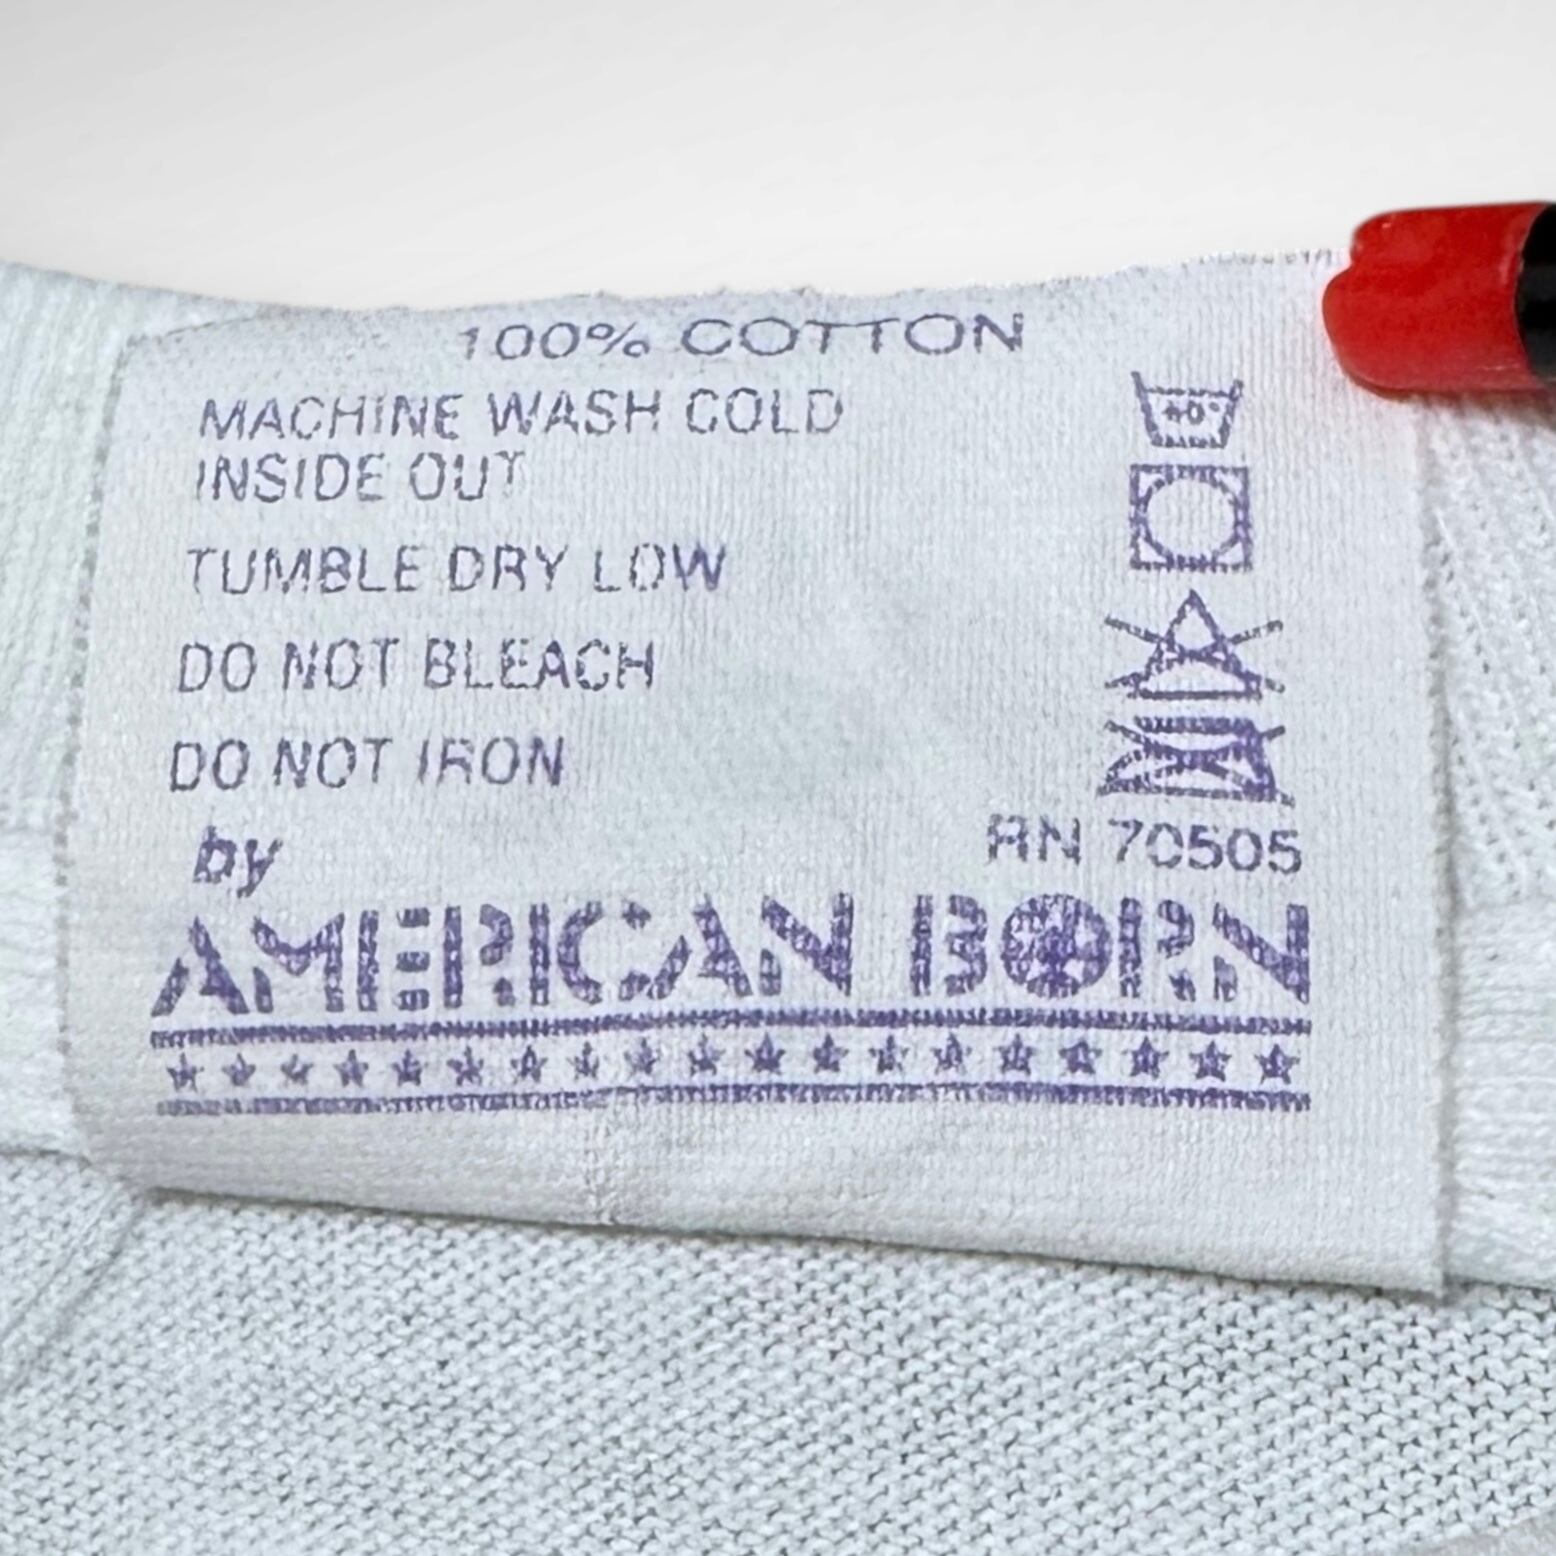 100% COTTON
MACHINE WASH COLD
INSIDE OUT
TUMBLE DRY LOW
DO NOT BLEACH
DO NOT IRON
40°
by
RN 70505
AMERICAN BORN